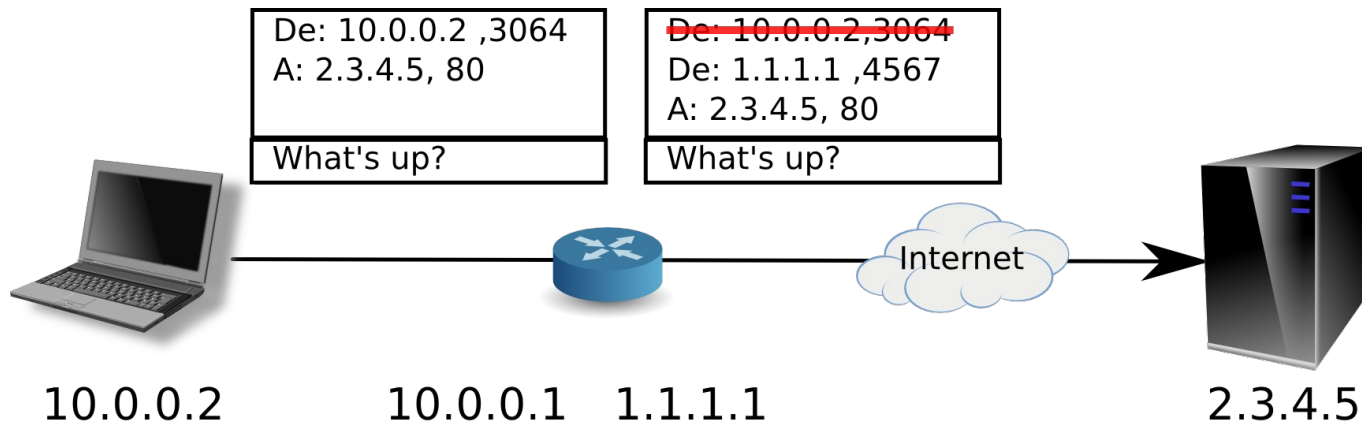 De: 10.0.0.2 ,3064
A: 2.3.4.5, 80
What's up?
De: 10.0.0.2,3064
De: 1.1.1.1 ,4567
A: 2.3.4.5, 80
What's up?
Internet
10.0.0.2
10.0.0.1
1.1.1.1
2.3.4.5